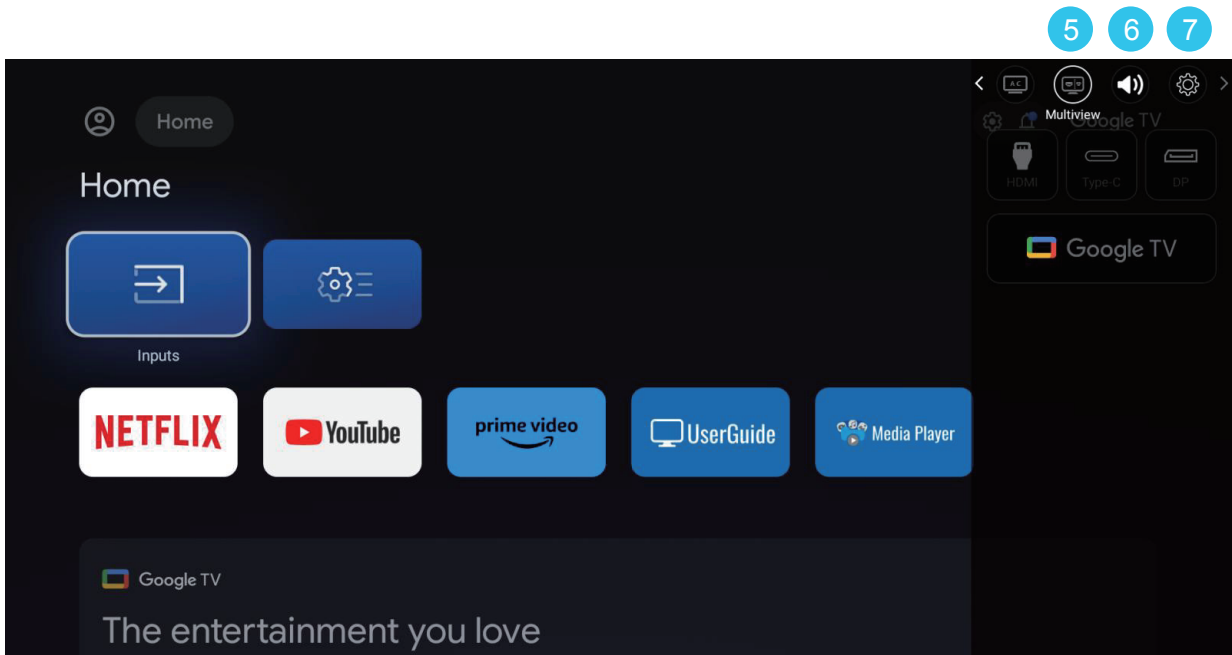 5 6 7
AC
Multiview
Home
Google TV
Home
HDMI Type-C DP
Google TV
Inputs
NETFLIX YouTube prime video UserGuide Media Player
Google TV
The entertainment you love